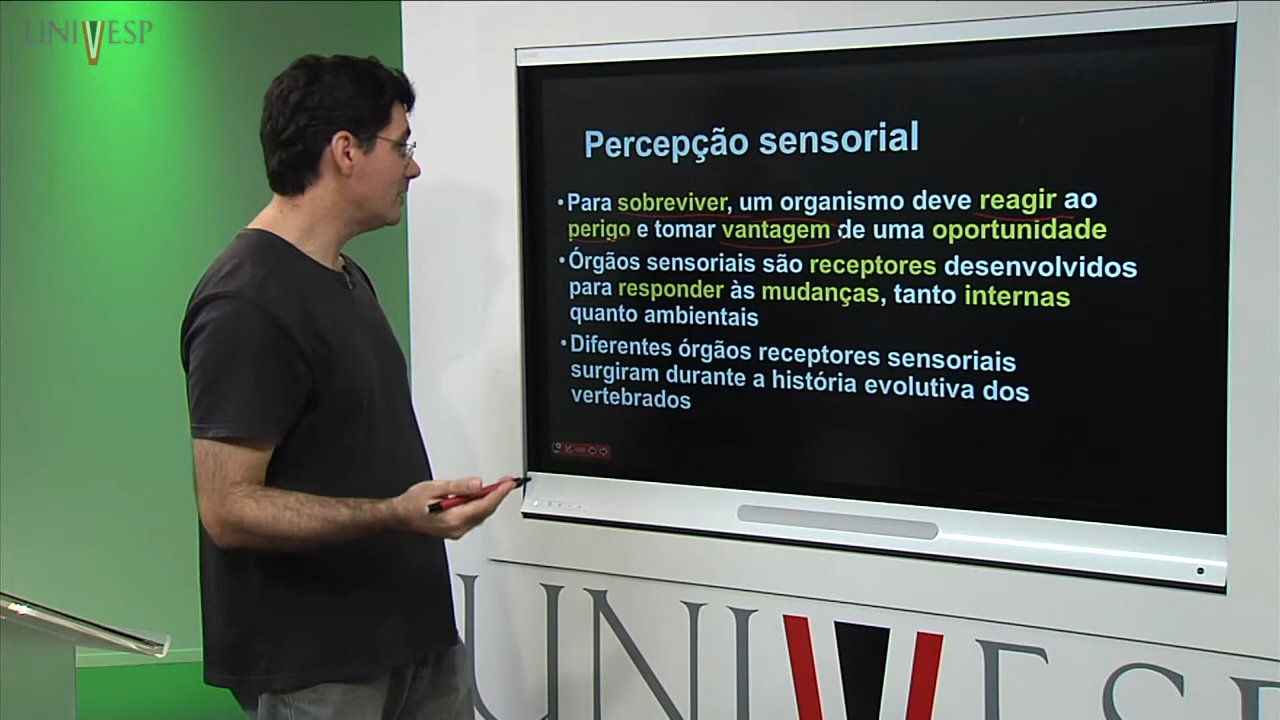 UNIVESP
Percepção sensorial
•Para sobreviver, um organismo deve reagir ao
perigo e tomar vantagem de uma oportunidade
•Órgãos sensoriais são receptores desenvolvidos
para responder às mudanças, tanto internas
quanto ambientais
•Diferentes órgãos receptores sensoriais
surgiram durante a história evolutiva dos
vertebrados
UNIVESP